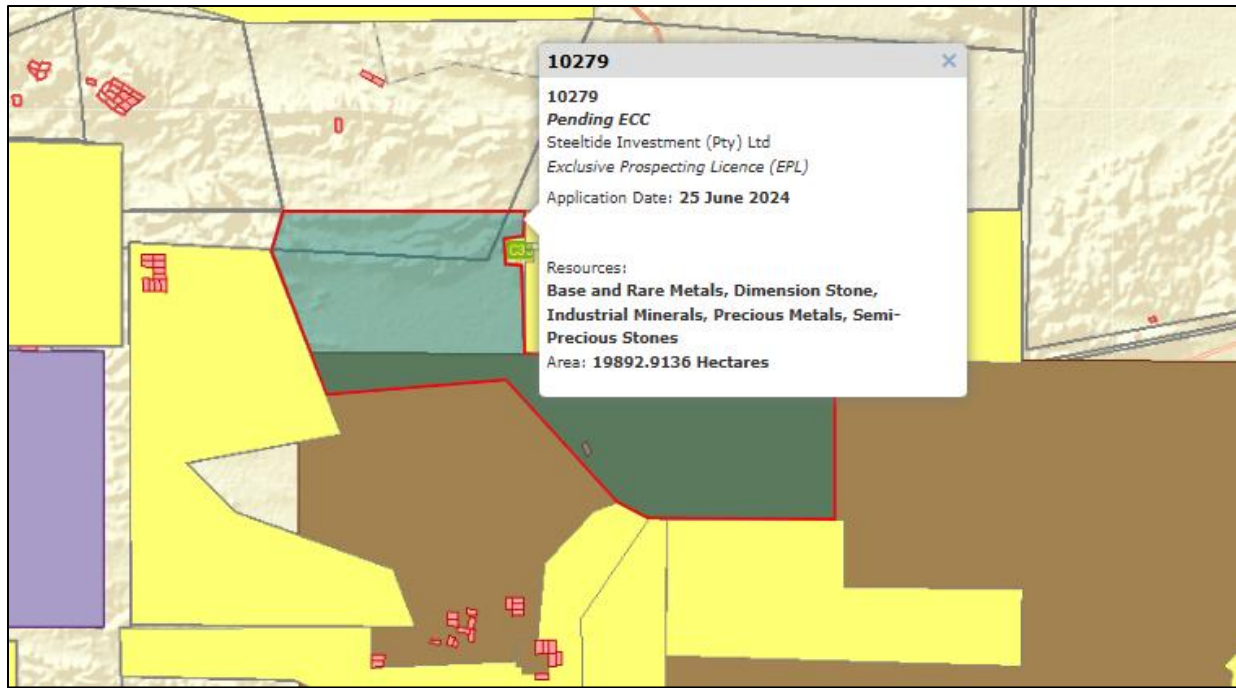 10279
10279
Pending ECC
Steeltide Investment (Pty) Ltd
Exclusive Prospecting Licence (EPL)
Application Date: 25 June 2024
Resources:
Base and Rare Metals, Dimension Stone,
Industrial Minerals, Precious Metals, Semi-
Precious Stones
Area: 19892.9136 Hectares